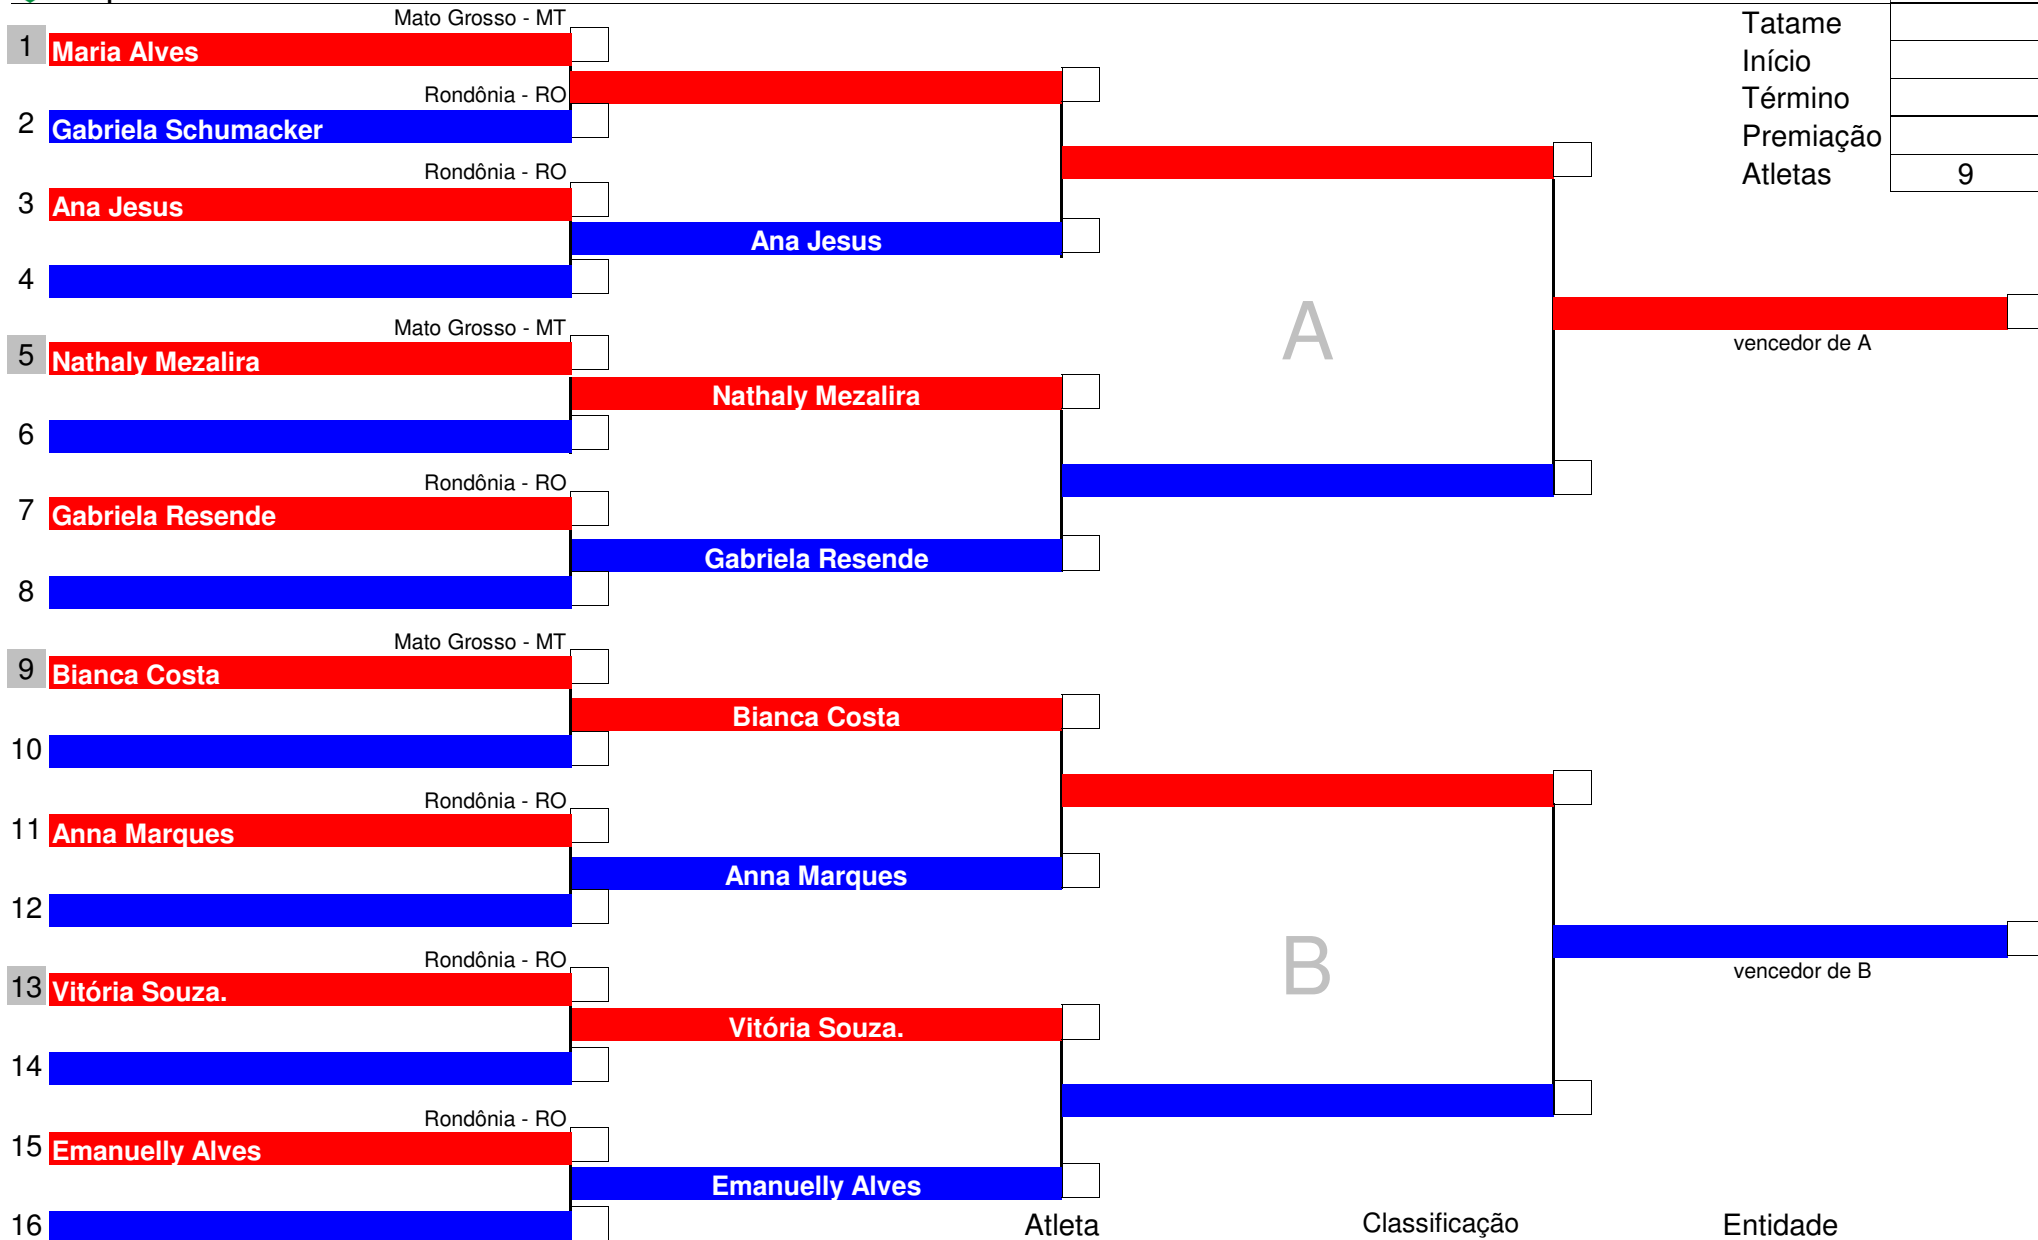 Mato Grosso - MT
1 Maria Alves
Rondônia - RO
2 Gabriela Schumacker
Rondônia - RO
3 Ana Jesus
Ana Jesus
4
Mato Grosso - MT
5 Nathaly Mezalira
Nathaly Mezalira
6
Rondônia - RO
7 Gabriela Resende
Gabriela Resende
8
Mato Grosso - MT
9 Bianca Costa
Bianca Costa
10
Rondônia - RO
11 Anna Marques
Anna Marques
12
Rondônia - RO
13 Vitória Souza.
Vitória Souza.
14
Rondônia - RO
15 Emanuelly Alves
Emanuelly Alves
16
A
B
vencedor de A
vencedor de B
Tatame
Início
Término
Premiação
Atletas 9
Atleta Classificação Entidade